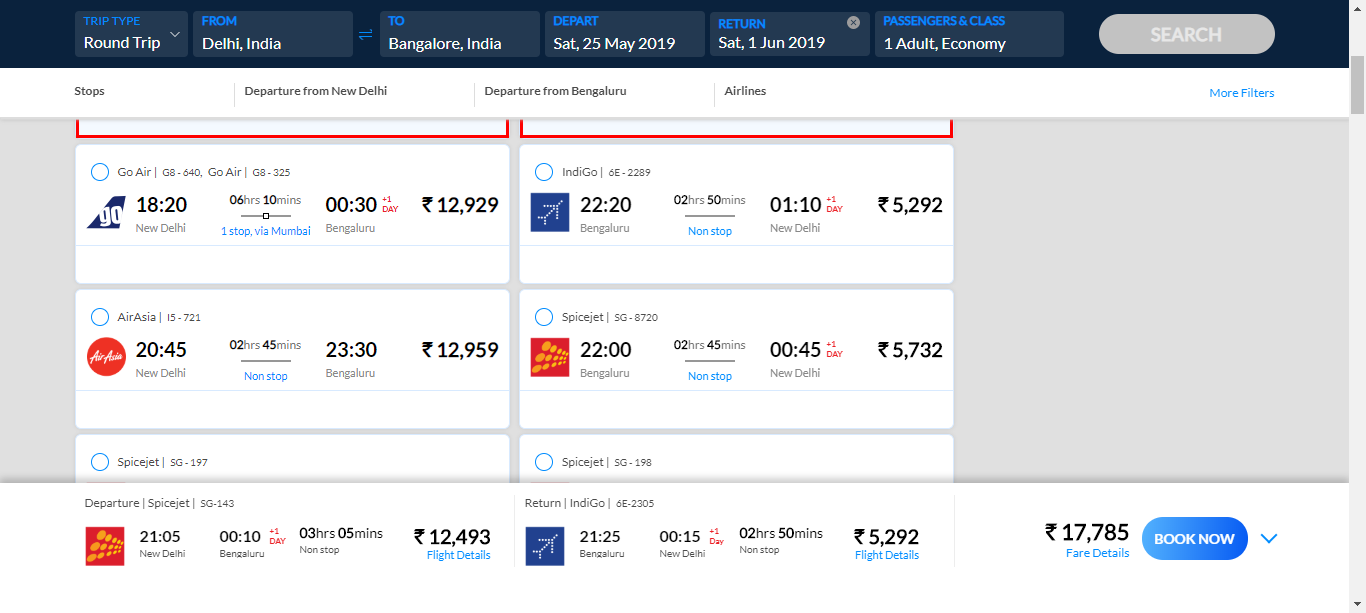 TRIP TYPE
Round Trip
FROM
Delhi, India
TO
Bangalore, India
DEPART
Sat, 25 May 2019
RETURN
Sat, 1 Jun 2019
PASSENGERS & CLASS
1 Adult, Economy
SEARCH
Stops
Departure from New Delhi
Departure from Bengaluru
Airlines
More Filters
Go Air | G8 - 640, Go Air | G8 - 325
go
18:20
New Delhi
06hrs 10mins
1 stop, via Mumbai
00:30 +1 DAY
Bengaluru
₹ 12,929
IndiGo | 6E - 2289
22:20
Bengaluru
02hrs 50mins
Non stop
01:10 +1 DAY
New Delhi
₹ 5,292
AirAsia | I5 - 721
AirAsia
20:45
New Delhi
02hrs 45mins
Non stop
23:30
Bengaluru
₹ 12,959
Spicejet | SG - 8720
22:00
Bengaluru
02hrs 45mins
Non stop
00:45 +1 DAY
New Delhi
₹ 5,732
Spicejet | SG - 197
Spicejet | SG - 198
Departure | Spicejet | SG-143
21:05
New Delhi
00:10 +1 DAY
Bengaluru
03hrs 05mins
Non stop
₹ 12,493
Flight Details
Return | IndiGo | 6E-2305
21:25
Bengaluru
00:15 +1 Day
New Delhi
02hrs 50mins
Non stop
₹ 5,292
Flight Details
₹ 17,785
Fare Details
BOOK NOW